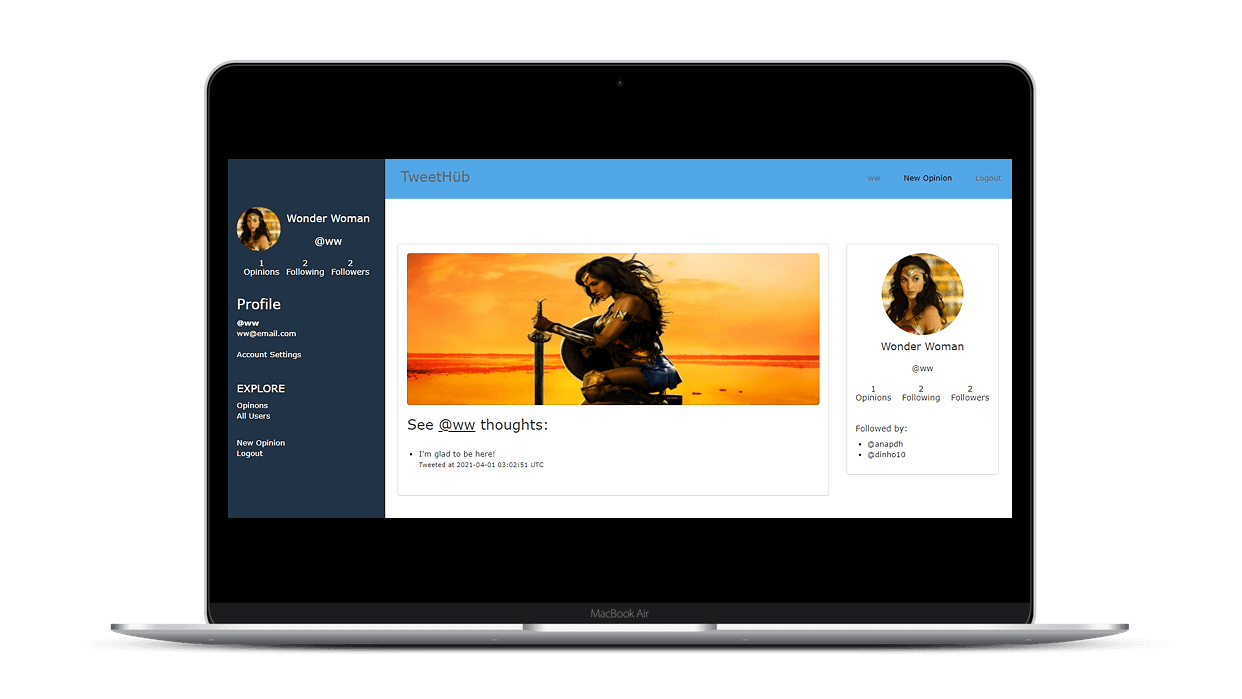 TweetHüb
ww New Opinion Logout
Wonder Woman
@ww
1 2 2
Opinions Following Followers
Profile
@ww
ww@email.com
Account Settings
EXPLORE
Opinons
All Users
New Opinion
Logout
See @ww thoughts:
• I'm glad to be here!
Tweeted at 2021-04-01 03:02:51 UTC
Wonder Woman
@ww
1 2 2
Opinions Following Followers
Followed by:
• @anapdh
• @dinho10
MacBook Air